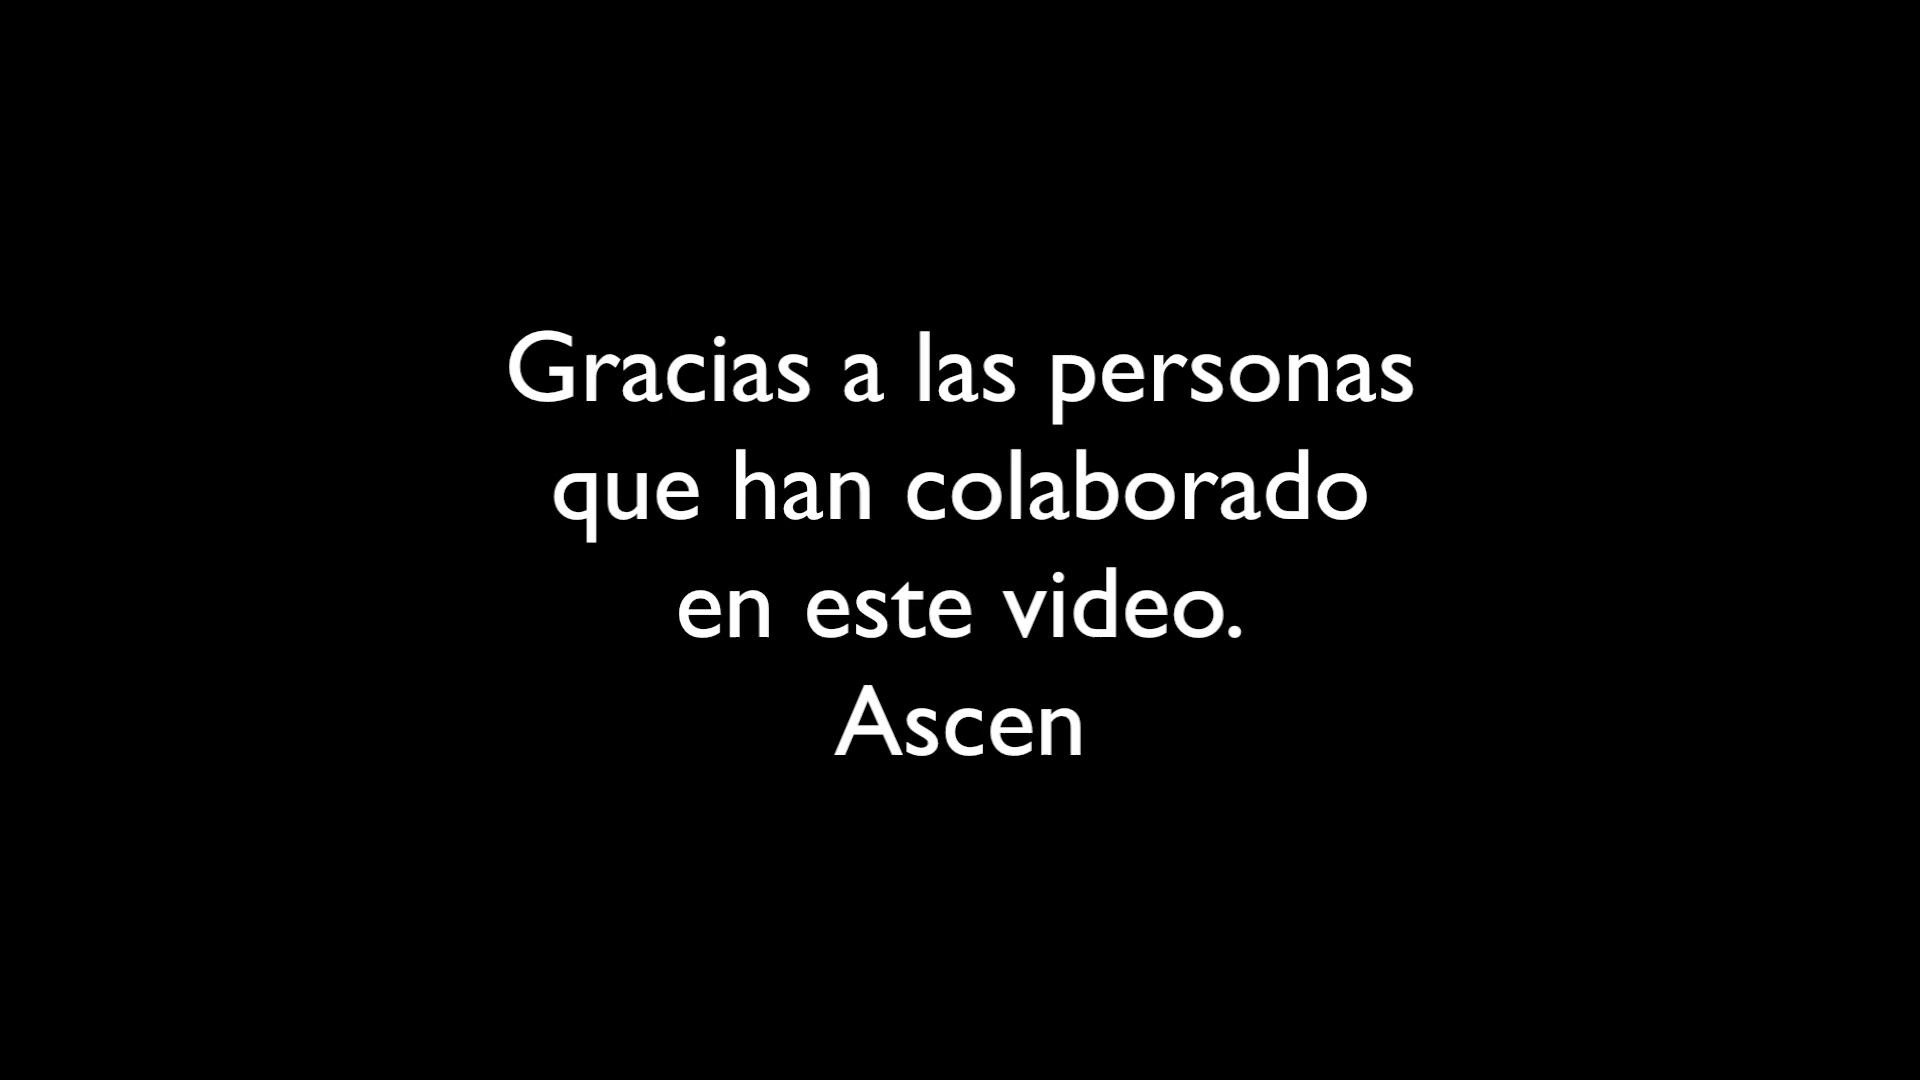 Gracias a las personas
que han colaborado
en este video.
Ascen